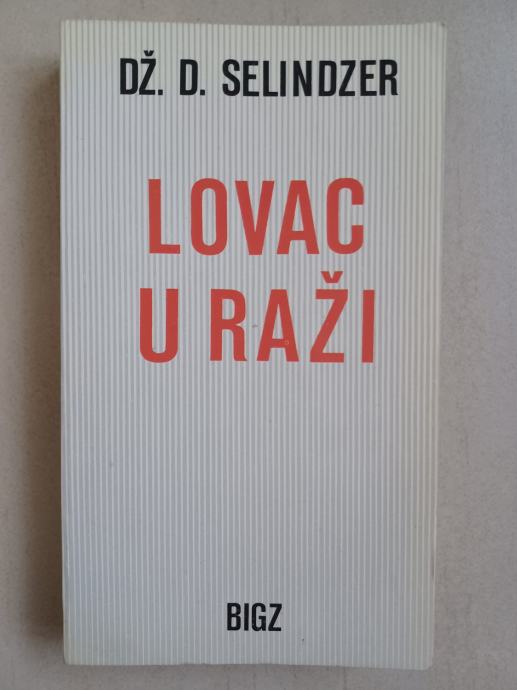 DŽ. D. SELINDZER
LOVAC
U RAŽI
BIGZ